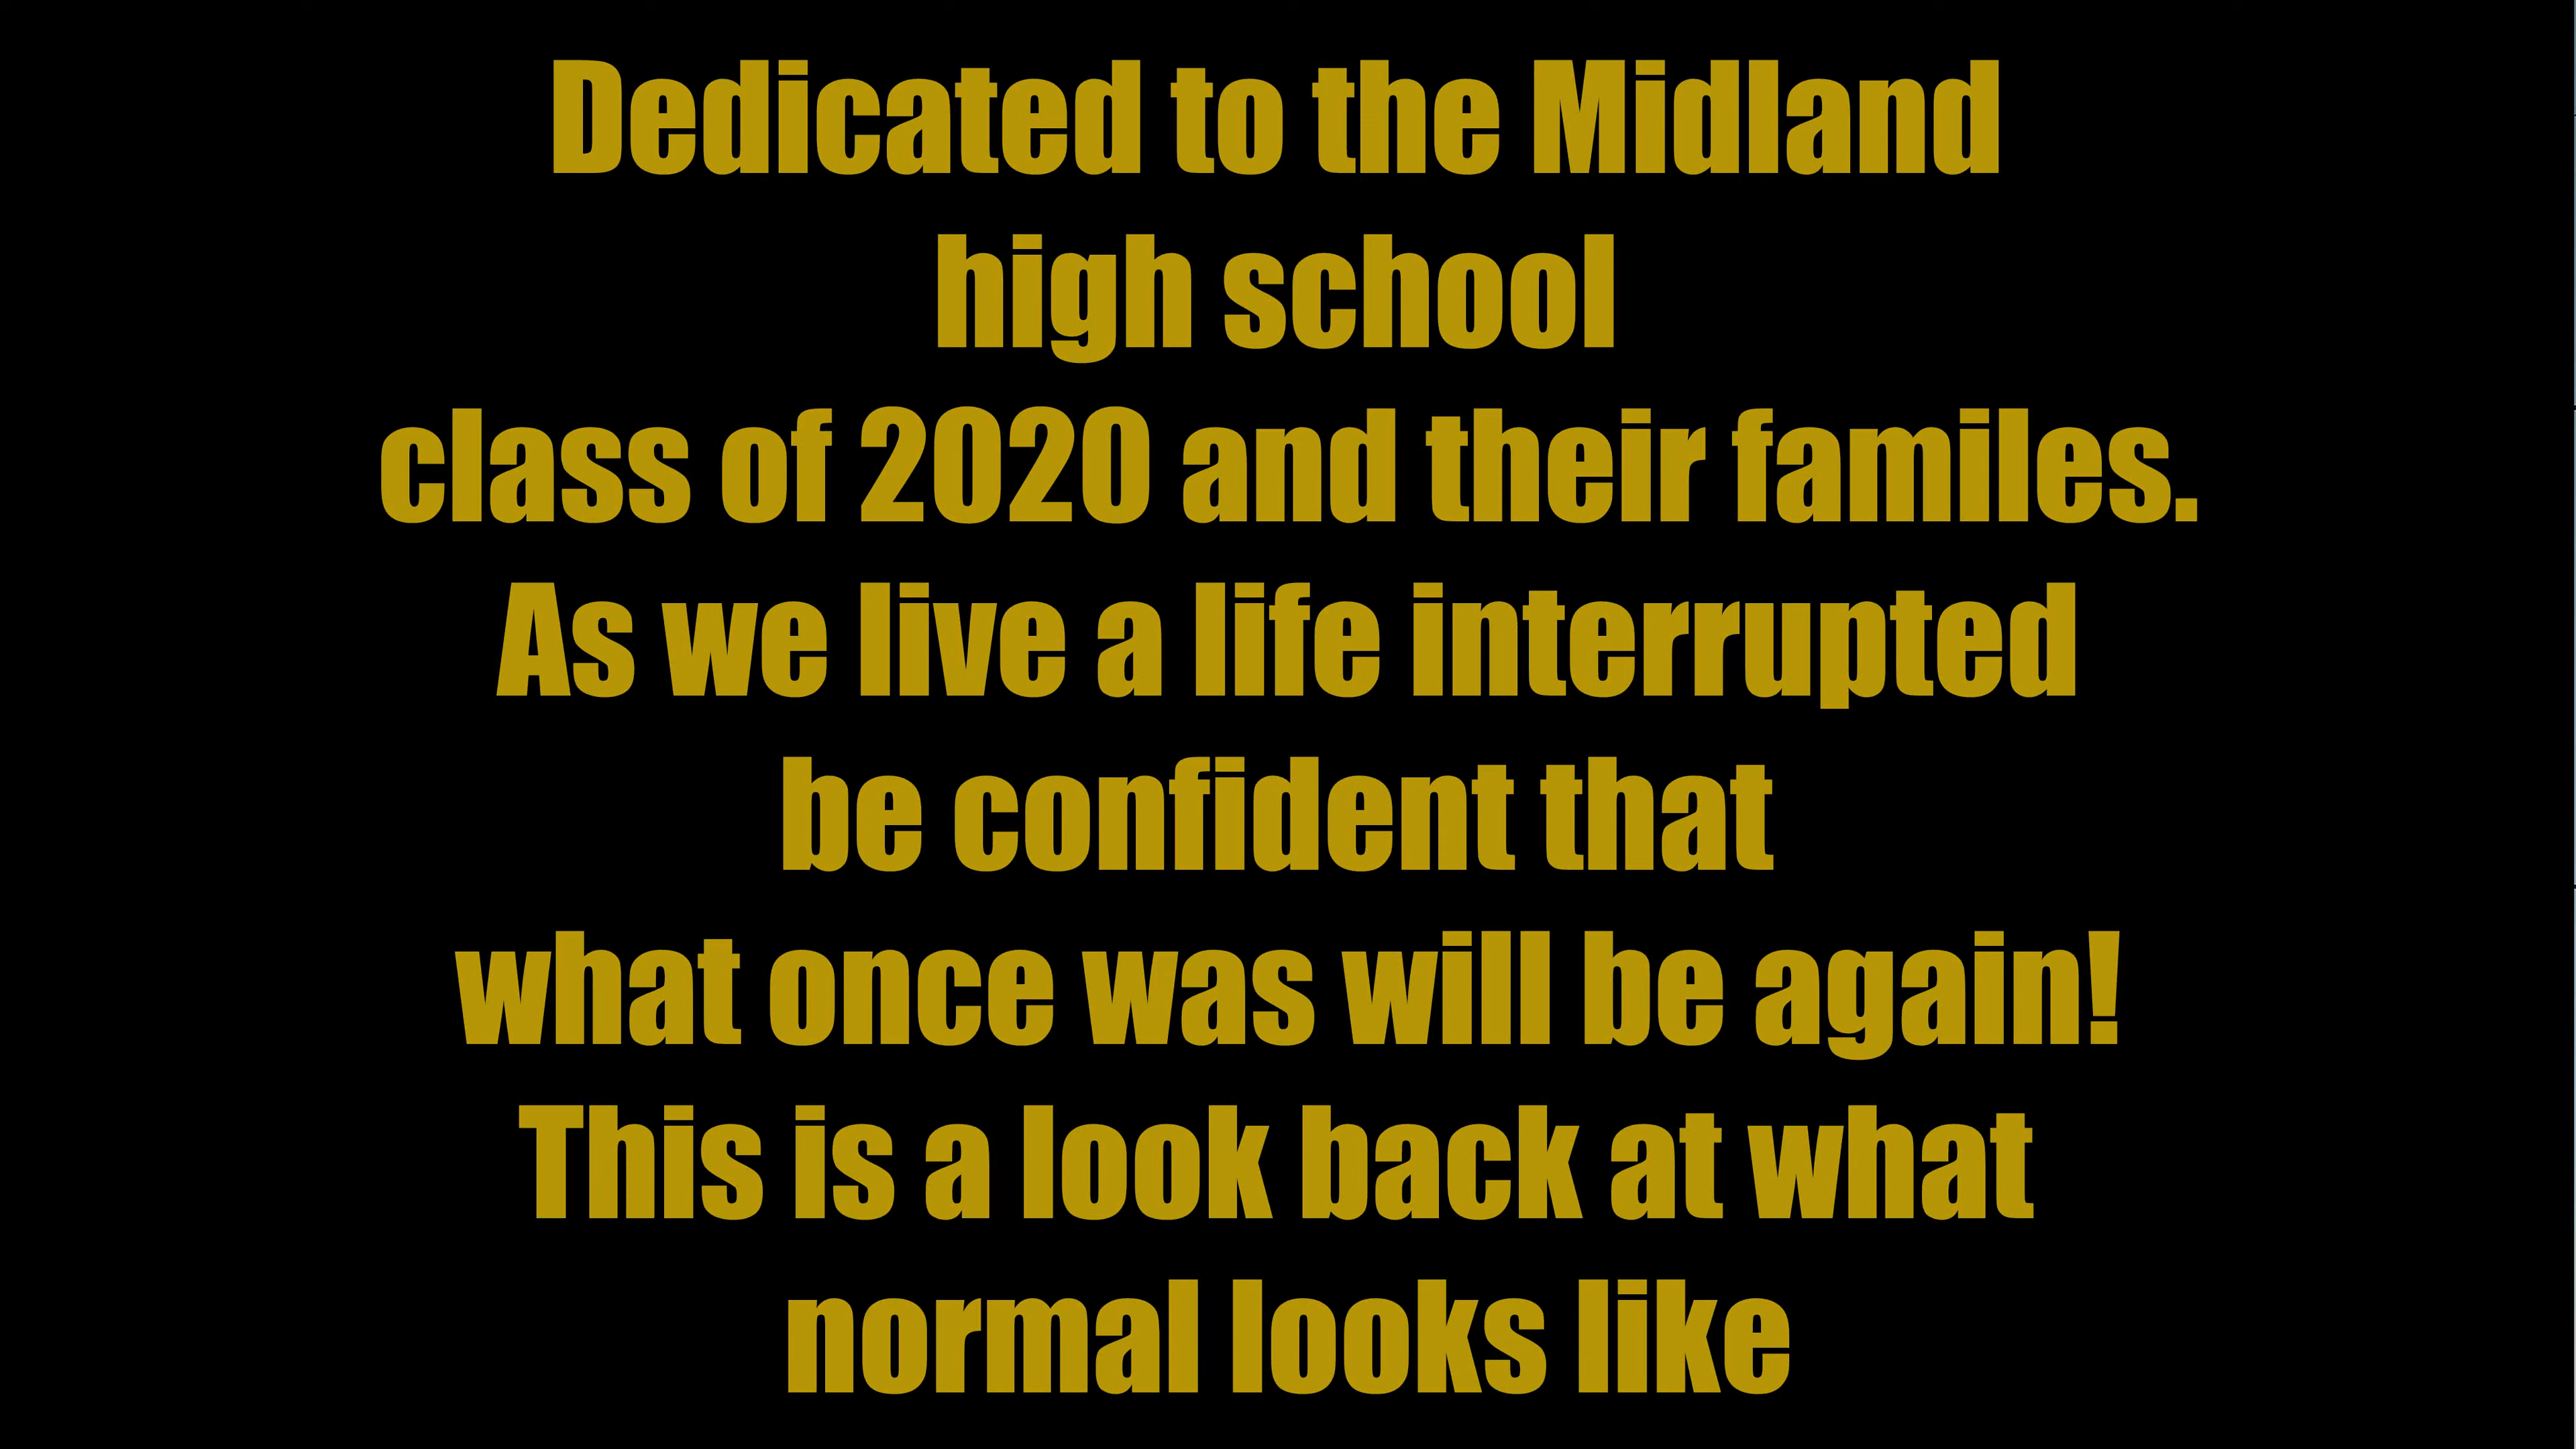 Dedicated to the Midland
high school
class of 2020 and their familes.
As we live a life interrupted
be confident that
what once was will be again!
This is a look back at what
normal looks like